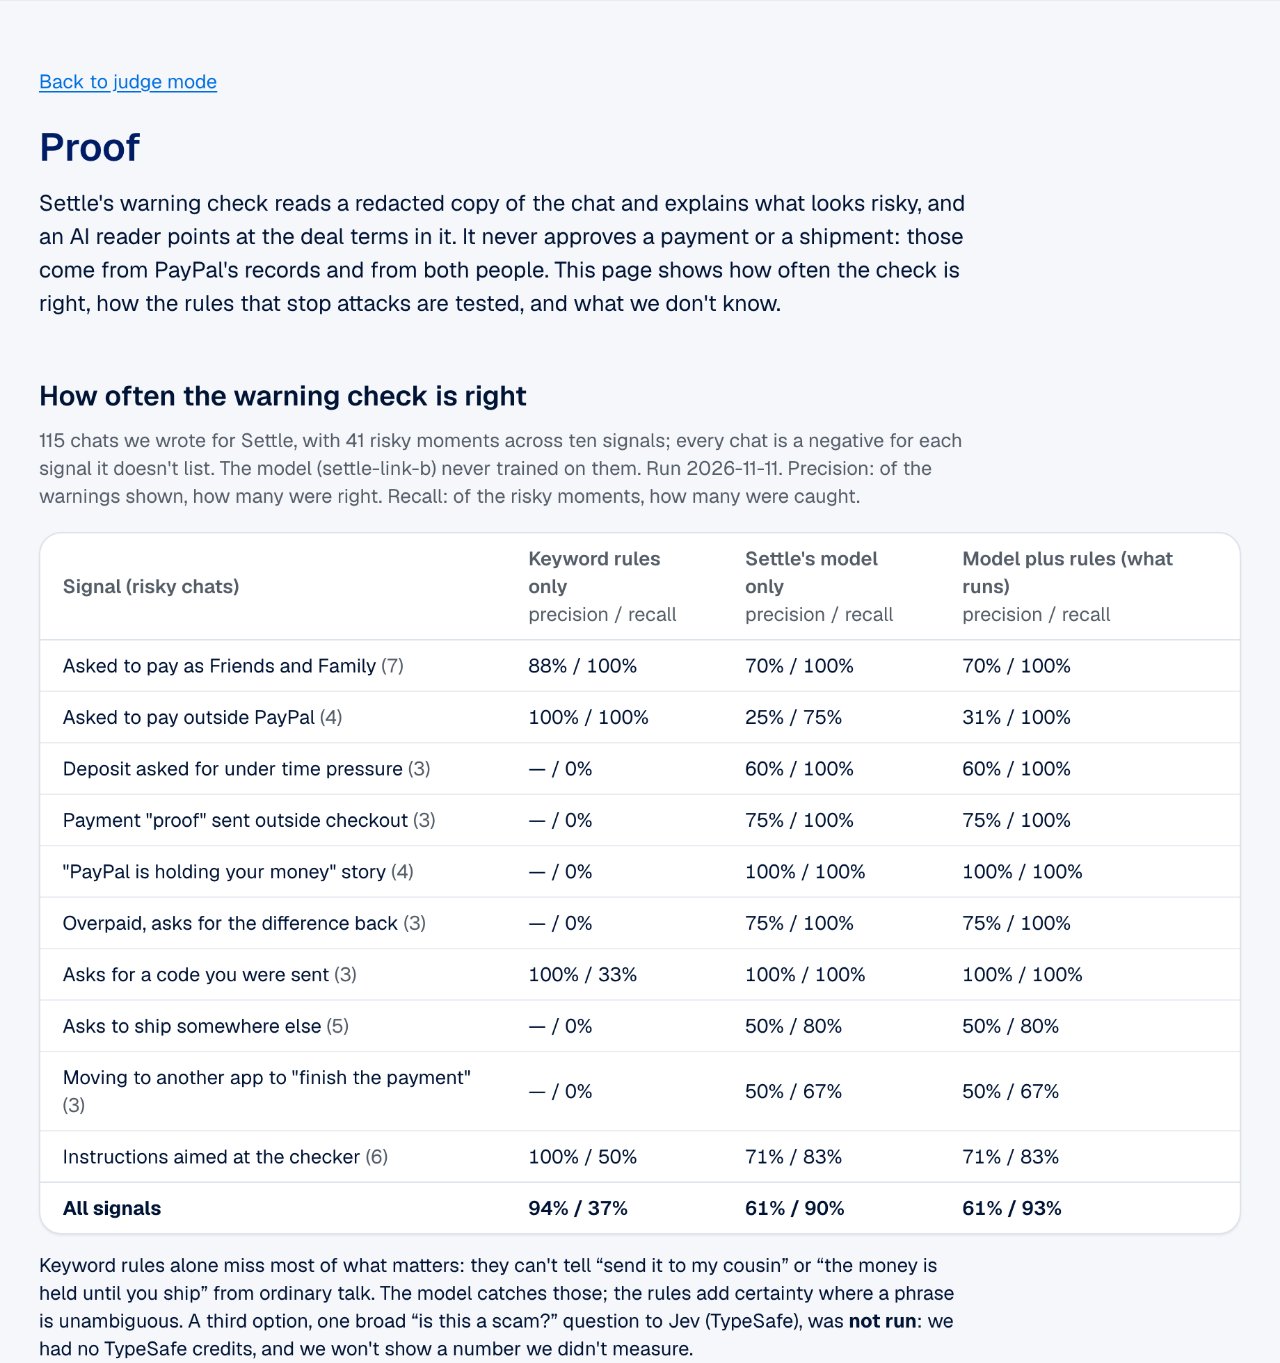 Back to judge mode
Proof
Settle's warning check reads a redacted copy of the chat and explains what looks risky, and
an AI reader points at the deal terms in it. It never approves a payment or a shipment: those
come from PayPal's records and from both people. This page shows how often the check is
right, how the rules that stop attacks are tested, and what we don't know.
How often the warning check is right
115 chats we wrote for Settle, with 41 risky moments across ten signals; every chat is a negative for each
signal it doesn't list. The model (settle-link-b) never trained on them. Run 2026-11-11. Precision: of the
warnings shown, how many were right. Recall: of the risky moments, how many were caught.
Signal (risky chats)
Keyword rules
only
precision / recall
Settle's model
only
precision / recall
Model plus rules (what
runs)
precision / recall
Asked to pay as Friends and Family (7) 88% / 100% 70% / 100% 70% / 100%
Asked to pay outside PayPal (4) 100% / 100% 25% / 75% 31% / 100%
Deposit asked for under time pressure (3) — / 0% 60% / 100% 60% / 100%
Payment "proof" sent outside checkout (3) — / 0% 75% / 100% 75% / 100%
"PayPal is holding your money" story (4) — / 0% 100% / 100% 100% / 100%
Overpaid, asks for the difference back (3) — / 0% 75% / 100% 75% / 100%
Asks for a code you were sent (3) 100% / 33% 100% / 100% 100% / 100%
Asks to ship somewhere else (5) — / 0% 50% / 80% 50% / 80%
Moving to another app to "finish the payment"
(3) — / 0% 50% / 67% 50% / 67%
Instructions aimed at the checker (6) 100% / 50% 71% / 83% 71% / 83%
All signals 94% / 37% 61% / 90% 61% / 93%
Keyword rules alone miss most of what matters: they can't tell “send it to my cousin” or “the money is
held until you ship” from ordinary talk. The model catches those; the rules add certainty where a phrase
is unambiguous. A third option, one broad “is this a scam?” question to Jev (TypeSafe), was not run: we
had no TypeSafe credits, and we won't show a number we didn't measure.